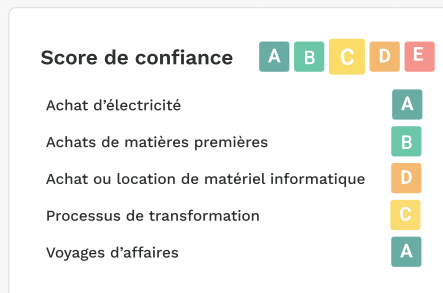 Score de confiance A B C D E
Achat d’électricité A
Achats de matières premières B
Achat ou location de matériel informatique D
Processus de transformation C
Voyages d’affaires A